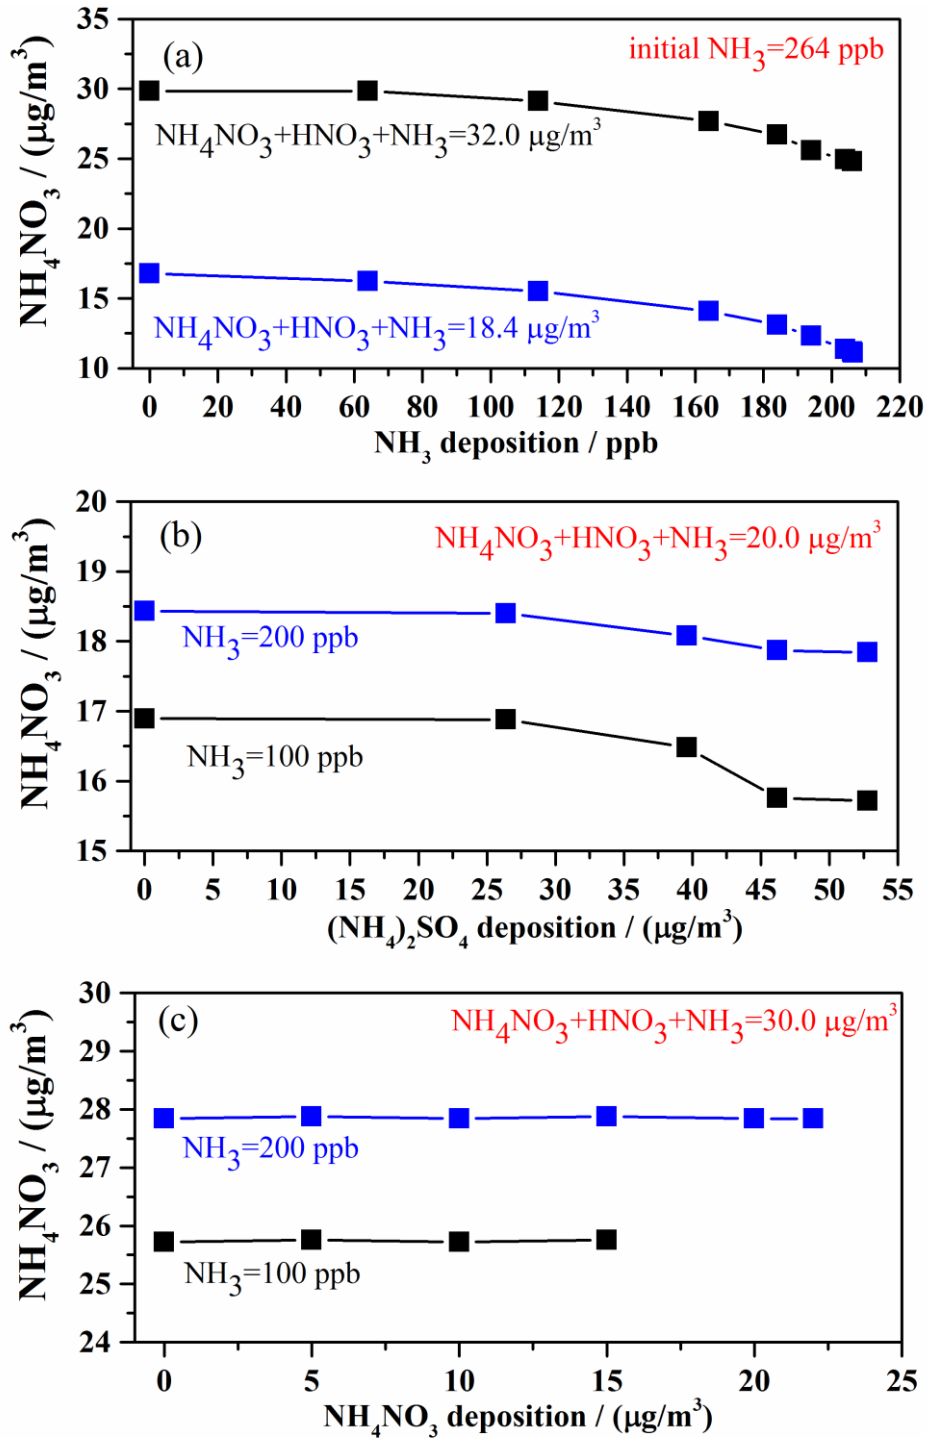 (a)
initial NH₃=264 ppb
NH₄NO₃ / (μg/m³)
35
30
25
20
15
10
NH₄NO₃+HNO₃+NH₃=32.0 μg/m³
NH₄NO₃+HNO₃+NH₃=18.4 μg/m³
0 20 40 60 80 100 120 140 160 180 200 220
NH₃ deposition / ppb
(b)
NH₄NO₃+HNO₃+NH₃=20.0 μg/m³
NH₄NO₃ / (μg/m³)
20
19
18
17
16
15
NH₃=200 ppb
NH₃=100 ppb
0 5 10 15 20 25 30 35 40 45 50 55
(NH₄)₂SO₄ deposition / (μg/m³)
(c)
NH₄NO₃+HNO₃+NH₃=30.0 μg/m³
NH₄NO₃ / (μg/m³)
30
29
28
27
26
25
24
NH₃=200 ppb
NH₃=100 ppb
0 5 10 15 20 25
NH₄NO₃ deposition / (μg/m³)